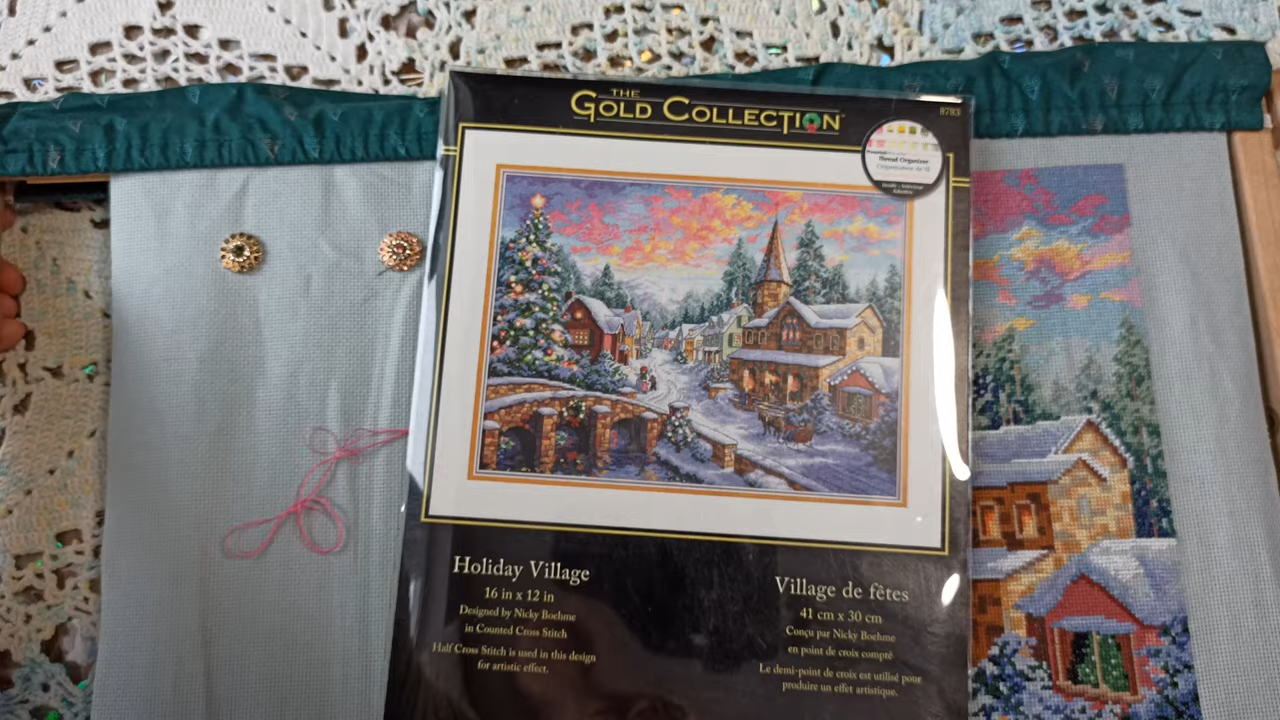 THE
GOLD COLLECTION
8783
Thread Organizer
Holiday Village
16 in x 12 in
Designed by Nicky Boehme
in Counted Cross Stitch
Half Cross Stitch is used in this design
for artistic effect.
Village de fêtes
41 cm x 30 cm
Conçu par Nicky Boehme
en point de croix compté
Le demi-point de croix est utilisé pour
produire un effet artistique.